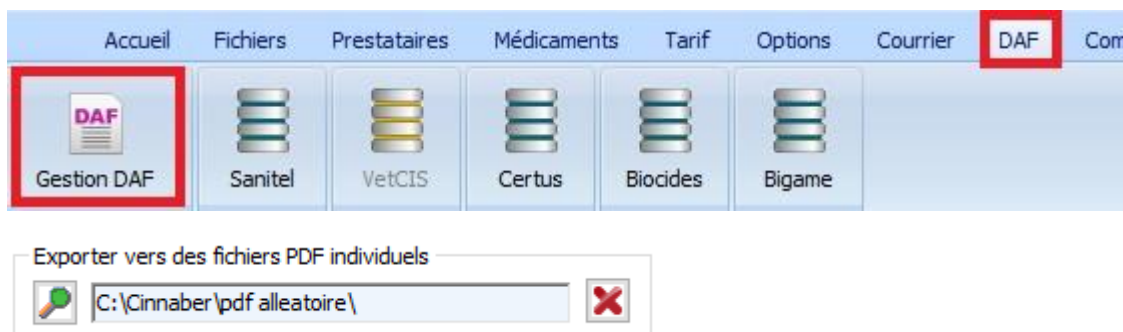 Accueil Fichiers Prestataires Médicaments Tarif Options Courrier DAF Com
DAF
Gestion DAF Sanitel VetCIS Certus Biocides Bigame
Exporter vers des fichiers PDF individuels
C:\Cinnaber\pdf alleatoire\